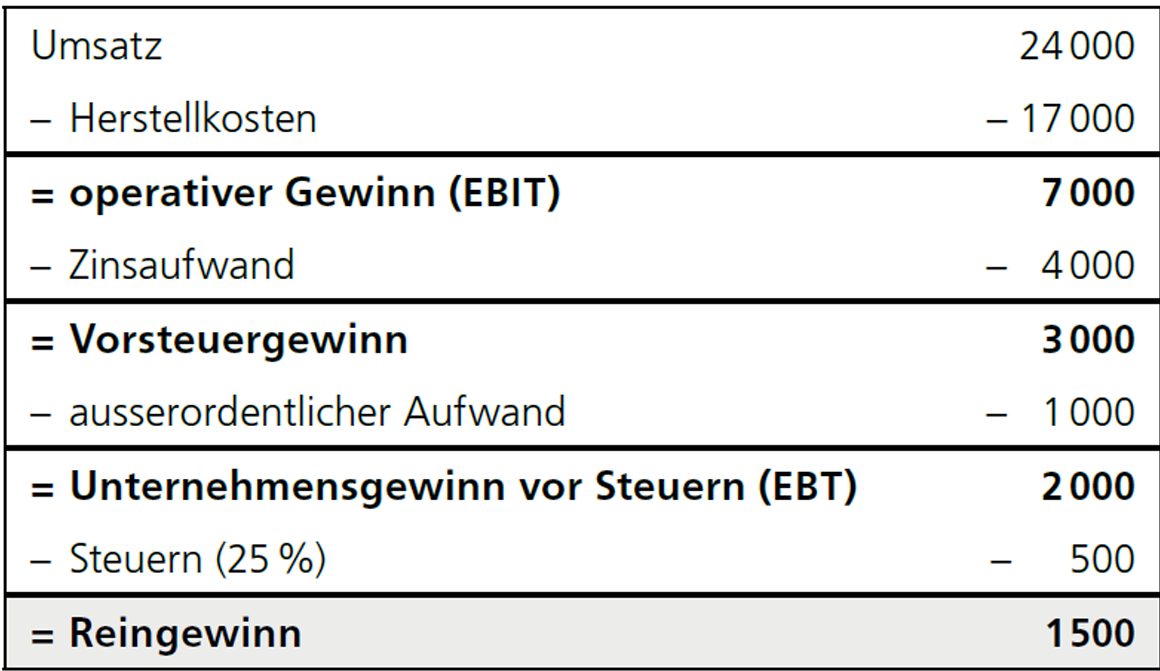 Umsatz 24 000
– Herstellkosten – 17 000
= operativer Gewinn (EBIT) 7 000
– Zinsaufwand – 4 000
= Vorsteuergewinn 3 000
– ausserordentlicher Aufwand – 1 000
= Unternehmensgewinn vor Steuern (EBT) 2 000
– Steuern (25 %) – 500
= Reingewinn 1 500